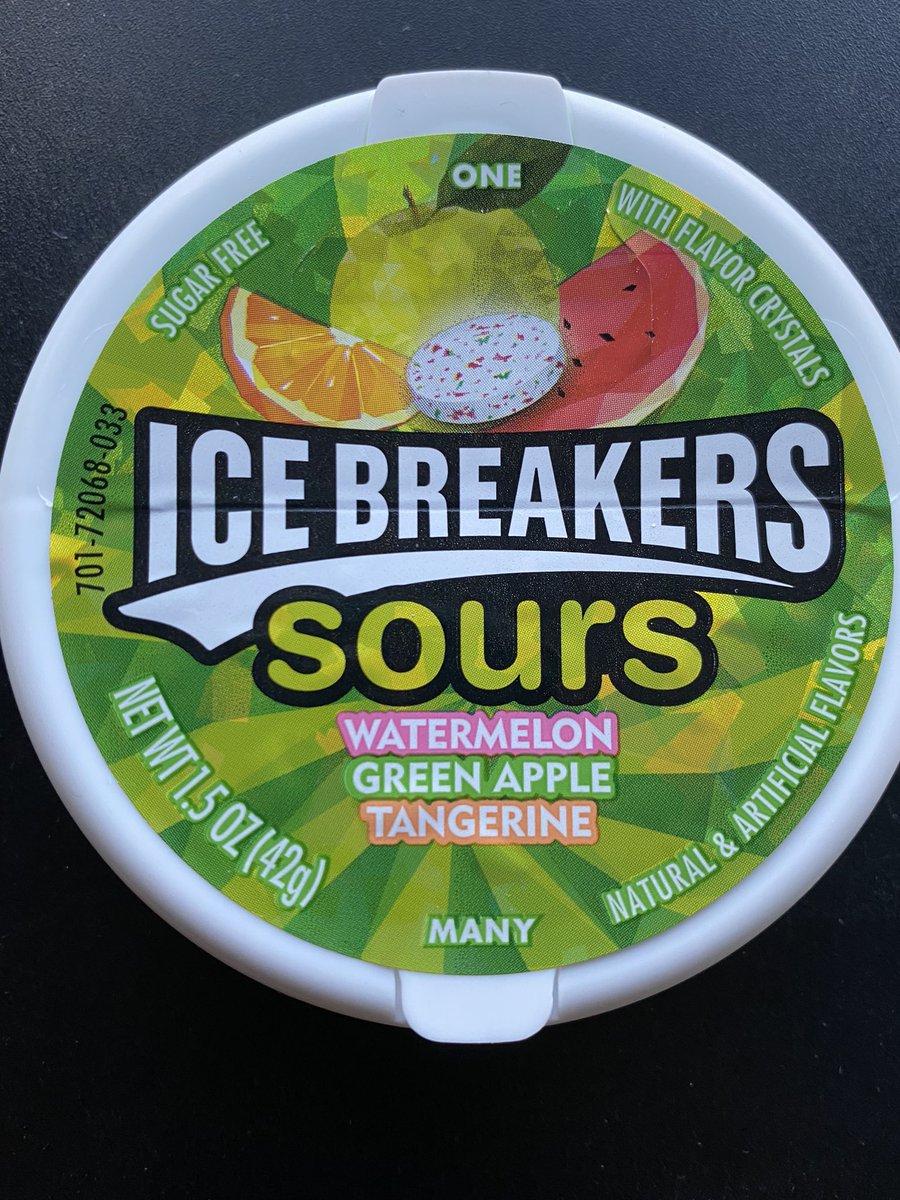 ONE
SUGAR FREE
WITH FLAVOR CRYSTALS
701-72068-033
ICE BREAKERS
sours
WATERMELON
GREEN APPLE
TANGERINE
NET WT 1.5 OZ (42g)
NATURAL & ARTIFICIAL FLAVORS
MANY